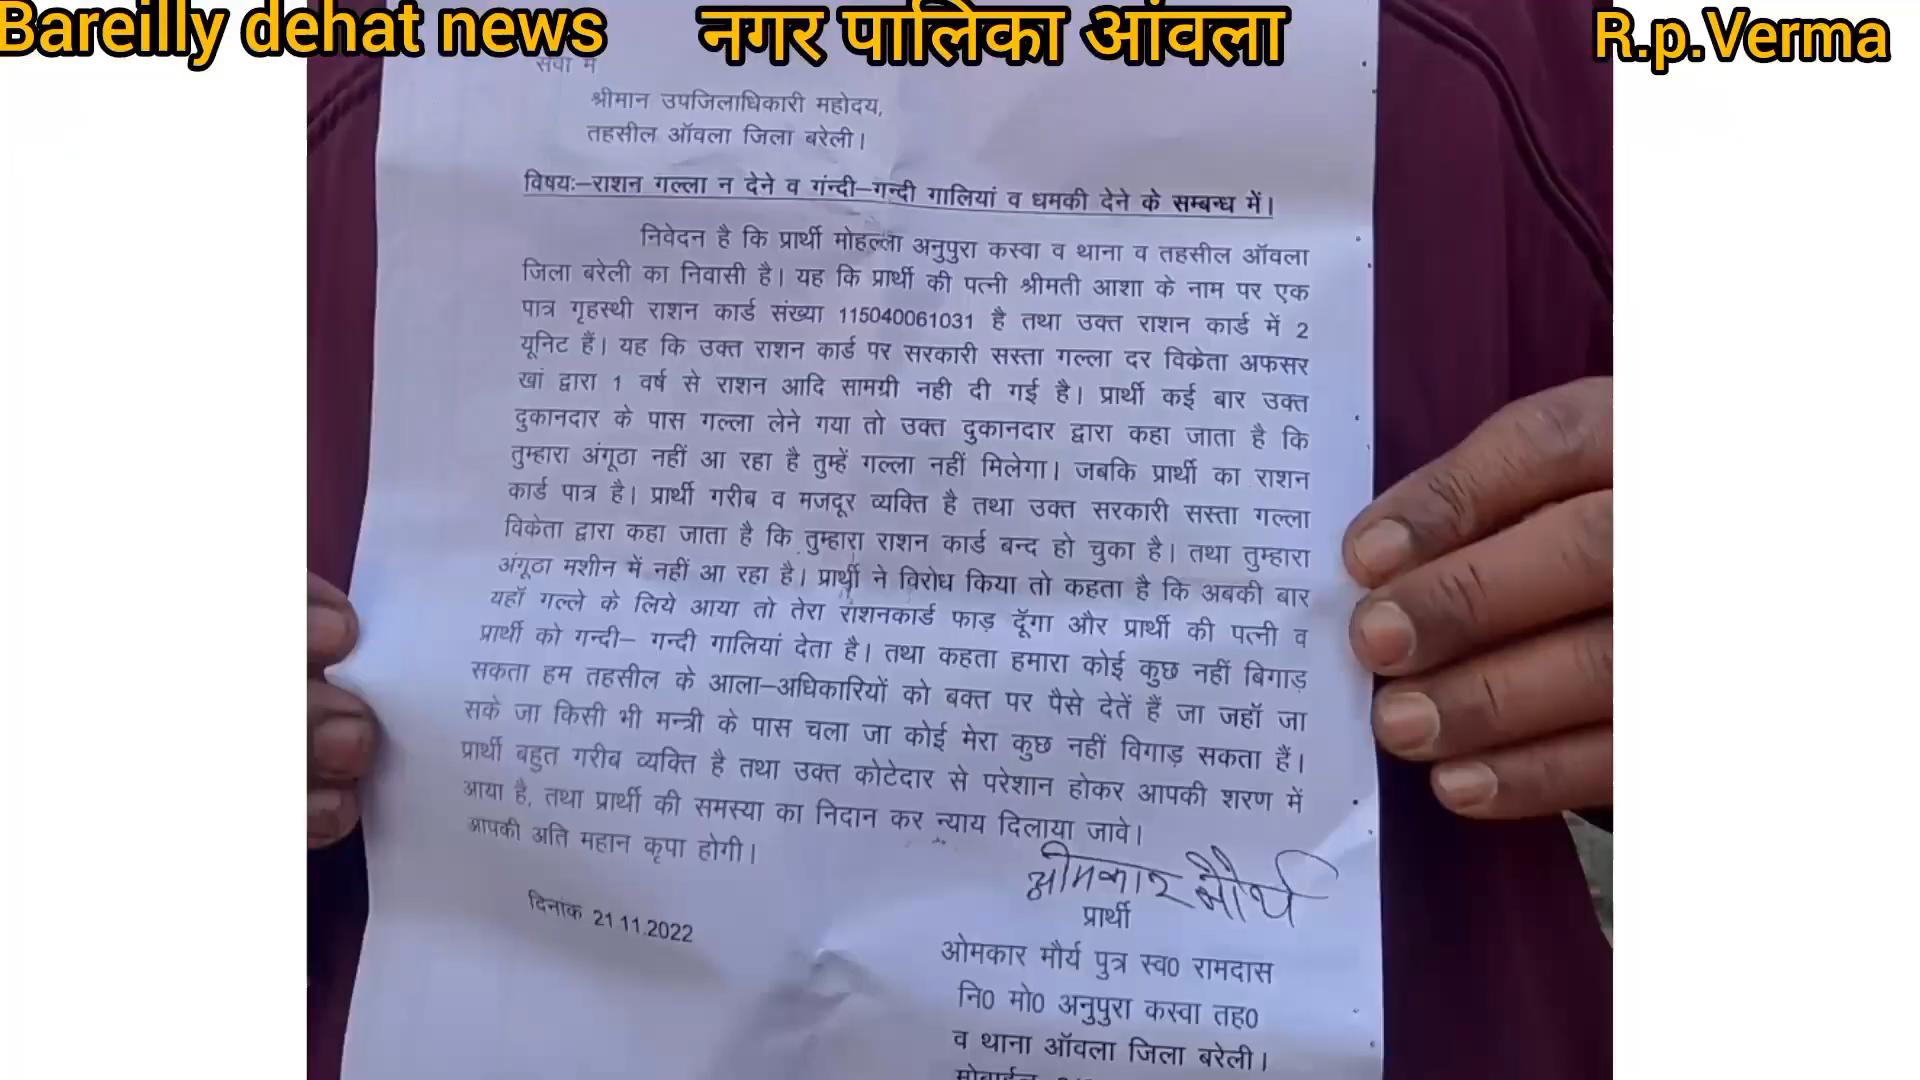 Bareilly dehat news नगर पालिका आंवला R.p.Verma
सेवा में
श्रीमान उपजिलाधिकारी महोदय,
तहसील ऑवला जिला बरेली।
विषयः–राशन गल्ला न देने व गंन्दी–गन्दी गालियां व धमकी देने के सम्बन्ध में।
निवेदन है कि प्रार्थी मोहल्ला अनुपुरा कस्वा व थाना व तहसील ऑवला
जिला बरेली का निवासी है। यह कि प्रार्थी की पत्नी श्रीमती आशा के नाम पर एक
पात्र गृहस्थी राशन कार्ड संख्या 115040061031 है तथा उक्त राशन कार्ड में 2
यूनिट हैं। यह कि उक्त राशन कार्ड पर सरकारी सस्ता गल्ला दर विकेता अफसर
खां द्वारा 1 वर्ष से राशन आदि सामग्री नही दी गई है। प्रार्थी कई बार उक्त
दुकानदार के पास गल्ला लेने गया तो उक्त दुकानदार द्वारा कहा जाता है कि
तुम्हारा अंगूठा नहीं आ रहा है तुम्हें गल्ला नहीं मिलेगा। जबकि प्रार्थी का राशन
कार्ड पात्र है। प्रार्थी गरीब व मजदूर व्यक्ति है तथा उक्त सरकारी सस्ता गल्ला
विकेता द्वारा कहा जाता है कि तुम्हारा राशन कार्ड बन्द हो चुका है। तथा तुम्हारा
अंगूठा मशीन में नहीं आ रहा है। प्रार्थी ने विरोध किया तो कहता है कि अबकी बार
यहॉ गल्ले के लिये आया तो तेरा राशनकार्ड फाड़ दूँगा और प्रार्थी की पत्नी व
प्रार्थी को गन्दी– गन्दी गालियां देता है। तथा कहता हमारा कोई कुछ नहीं बिगाड़
सकता हम तहसील के आला–अधिकारियों को बक्त पर पैसे देतें हैं जा जहॉ जा
सके जा किसी भी मन्त्री के पास चला जा कोई मेरा कुछ नहीं विगाड़ सकता हैं।
प्रार्थी बहुत गरीब व्यक्ति है तथा उक्त कोटेदार से परेशान होकर आपकी शरण में
आया है, तथा प्रार्थी की समस्या का निदान कर न्याय दिलाया जावे।
आपकी अति महान कृपा होगी।
ओमकार मौर्य
प्रार्थी
दिनांक 21.11.2022
ओमकार मौर्य पुत्र स्व0 रामदास
नि0 मो0 अनुपुरा कस्वा तह0
व थाना ऑवला जिला बरेली।
मोबाईल